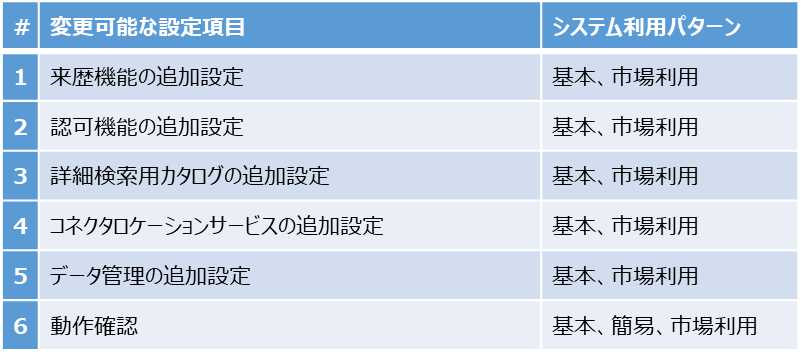 # 変更可能な設定項目 システム利用パターン
1 来歴機能の追加設定 基本、市場利用
2 認可機能の追加設定 基本、市場利用
3 詳細検索用カタログの追加設定 基本、市場利用
4 コネクタロケーションサービスの追加設定 基本、市場利用
5 データ管理の追加設定 基本、市場利用
6 動作確認 基本、簡易、市場利用